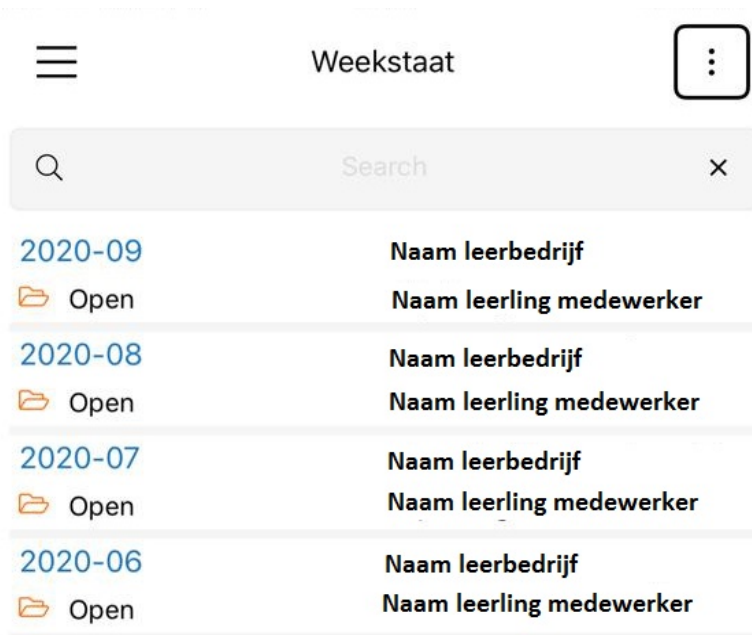 Weekstaat
Search
2020-09 Naam leerbedrijf
Open Naam leerling medewerker
2020-08 Naam leerbedrijf
Open Naam leerling medewerker
2020-07 Naam leerbedrijf
Open Naam leerling medewerker
2020-06 Naam leerbedrijf
Open Naam leerling medewerker